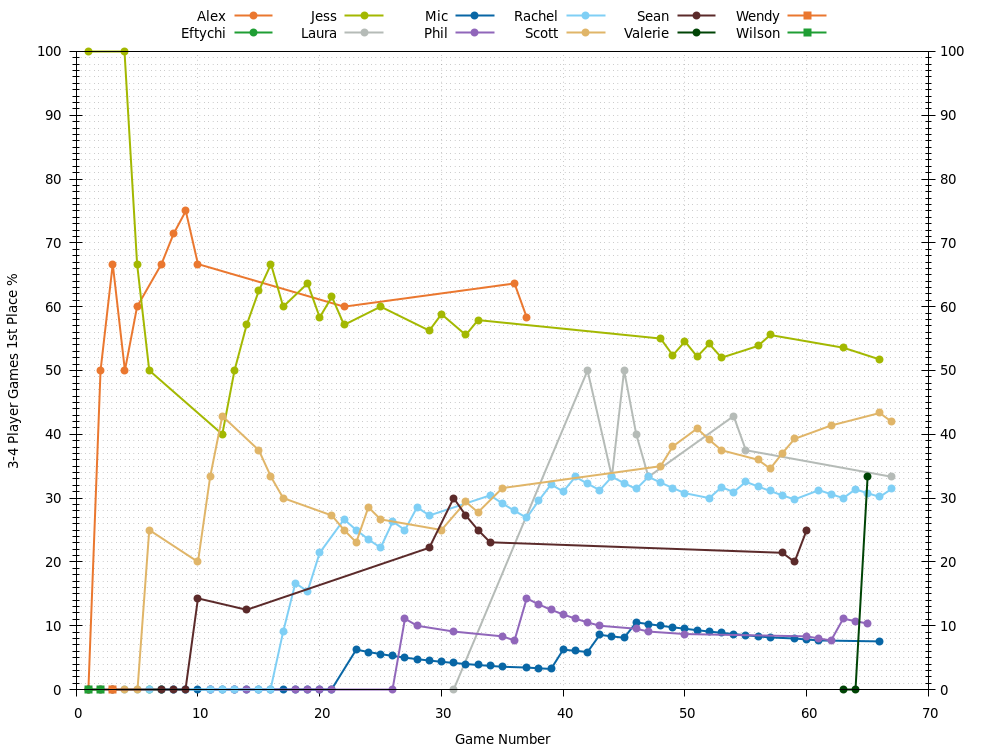 Alex Jess Mic Rachel Sean Wendy
Eftychi Laura Phil Scott Valerie Wilson
100 100
90 90
80 80
70 70
60 60
50 50
40 40
30 30
20 20
10 10
0 0
0 10 20 30 40 50 60 70
3-4 Player Games 1st Place %
Game Number